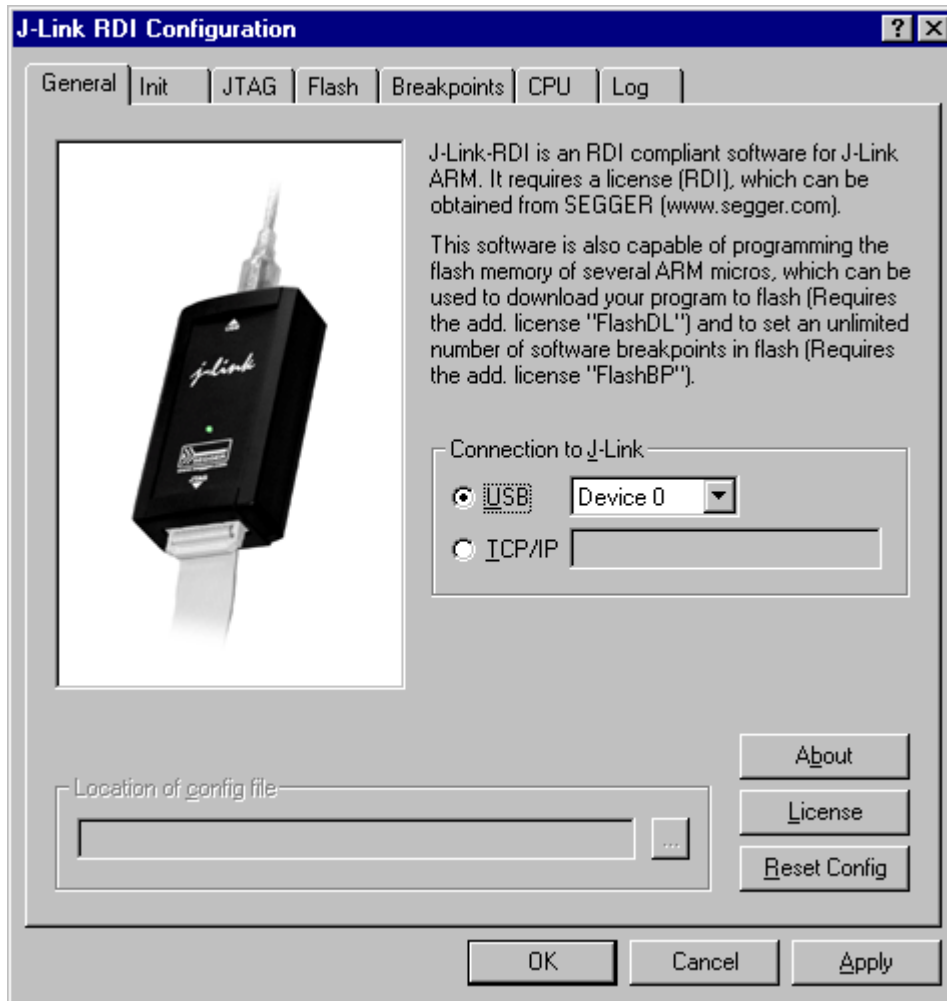 J-Link RDI Configuration
General Init JTAG Flash Breakpoints CPU Log
J-Link-RDI is an RDI compliant software for J-Link
ARM. It requires a license (RDI), which can be
obtained from SEGGER (www.segger.com).
This software is also capable of programming the
flash memory of several ARM micros, which can be
used to download your program to flash (Requires
the add. license "FlashDL") and to set an unlimited
number of software breakpoints in flash (Requires
the add. license "FlashBP").
j-link
JTAG
Connection to J-Link
USB Device 0
TCP/IP
About
Location of config file
License
...
Reset Config
OK Cancel Apply